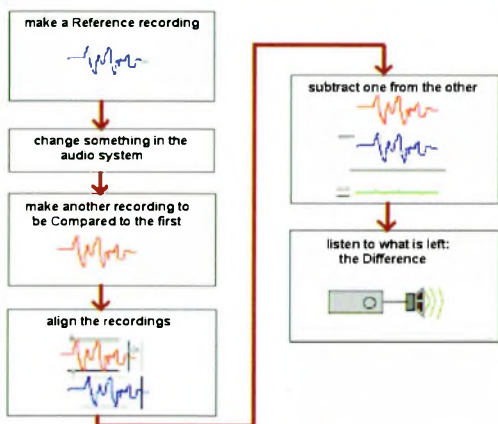 make a Reference recording
change something in the
audio system
make another recording to
be Compared to the first
align the recordings
subtract one from the other
listen to what is left:
the Difference